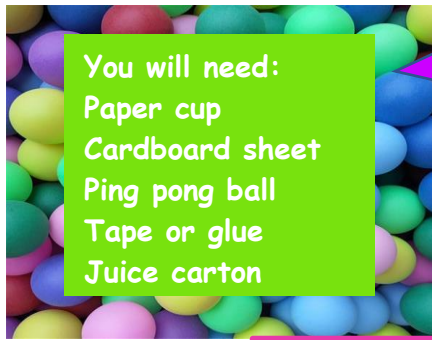 You will need:
Paper cup
Cardboard sheet
Ping pong ball
Tape or glue
Juice carton